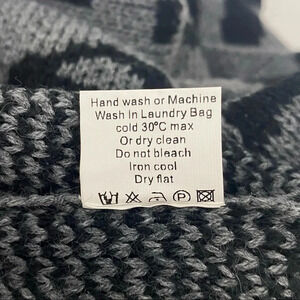 Hand wash or Machine
Wash In Laundry Bag
cold 30°C max
Or dry clean
Do not bleach
Iron cool
Dry flat